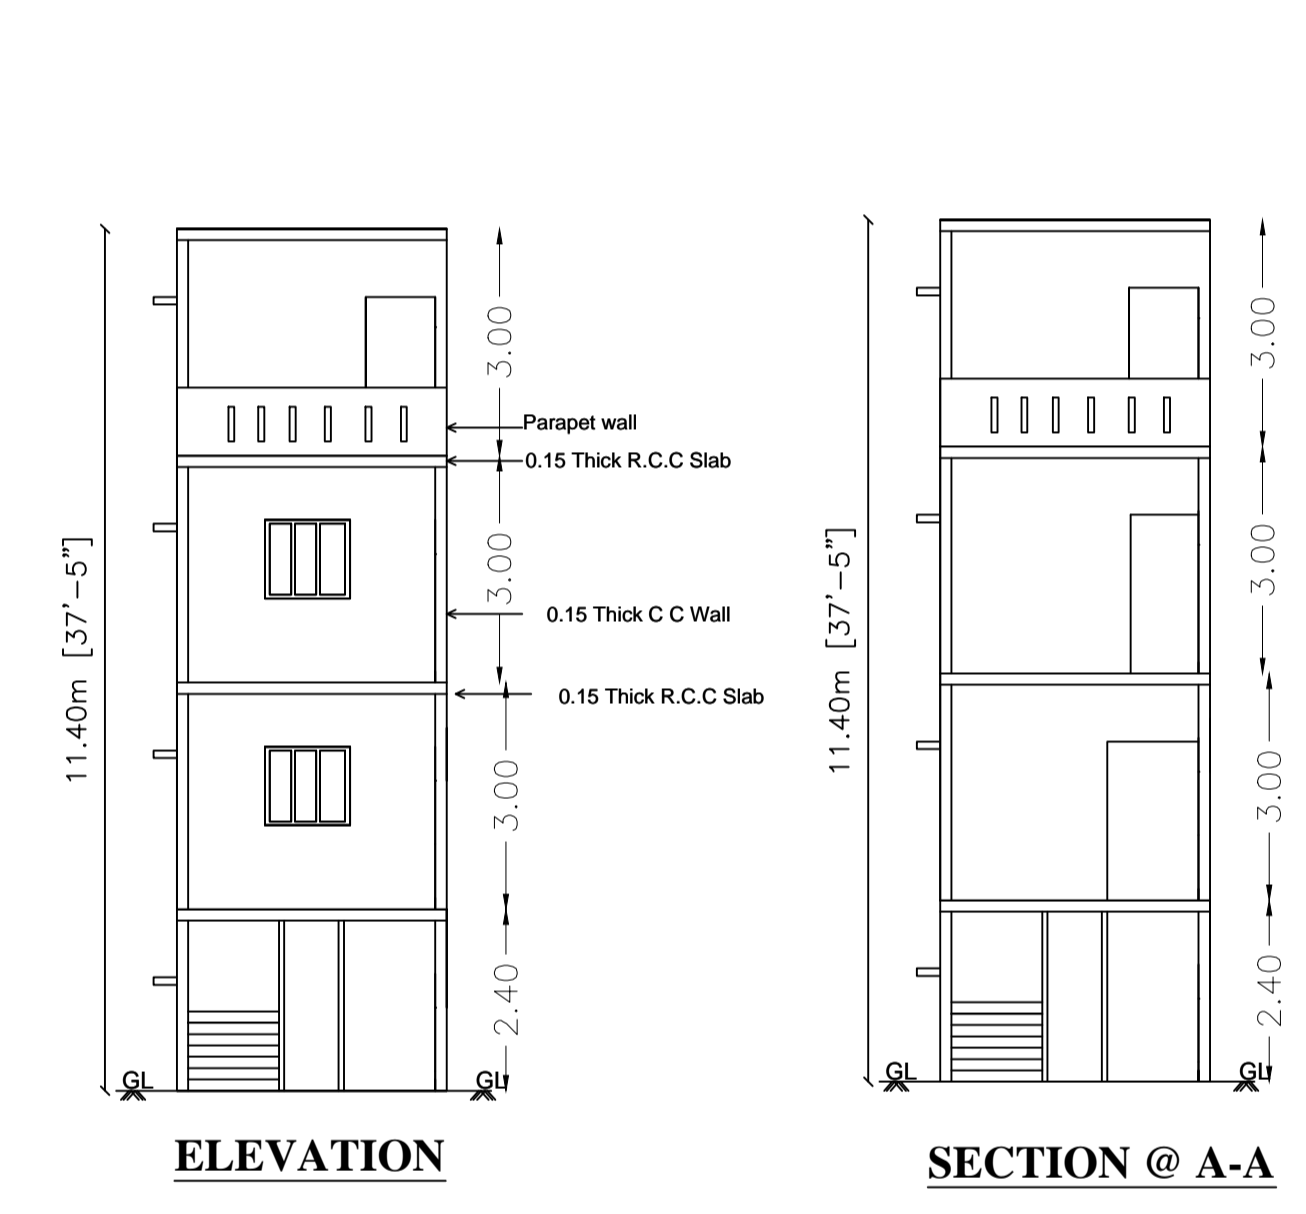 3.00
Parapet wall
0.15 Thick R.C.C Slab
3.00
0.15 Thick C C Wall
0.15 Thick R.C.C Slab
11.40m [37'-5"]
3.00
2.40
GL
GL
ELEVATION
3.00
3.00
11.40m [37'-5"]
3.00
2.40
GL
GL
SECTION @ A-A